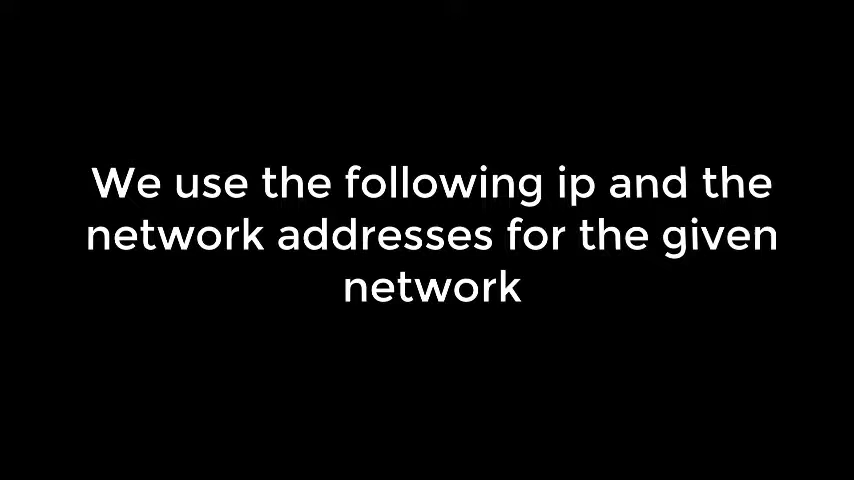 We use the following ip and the
network addresses for the given
network